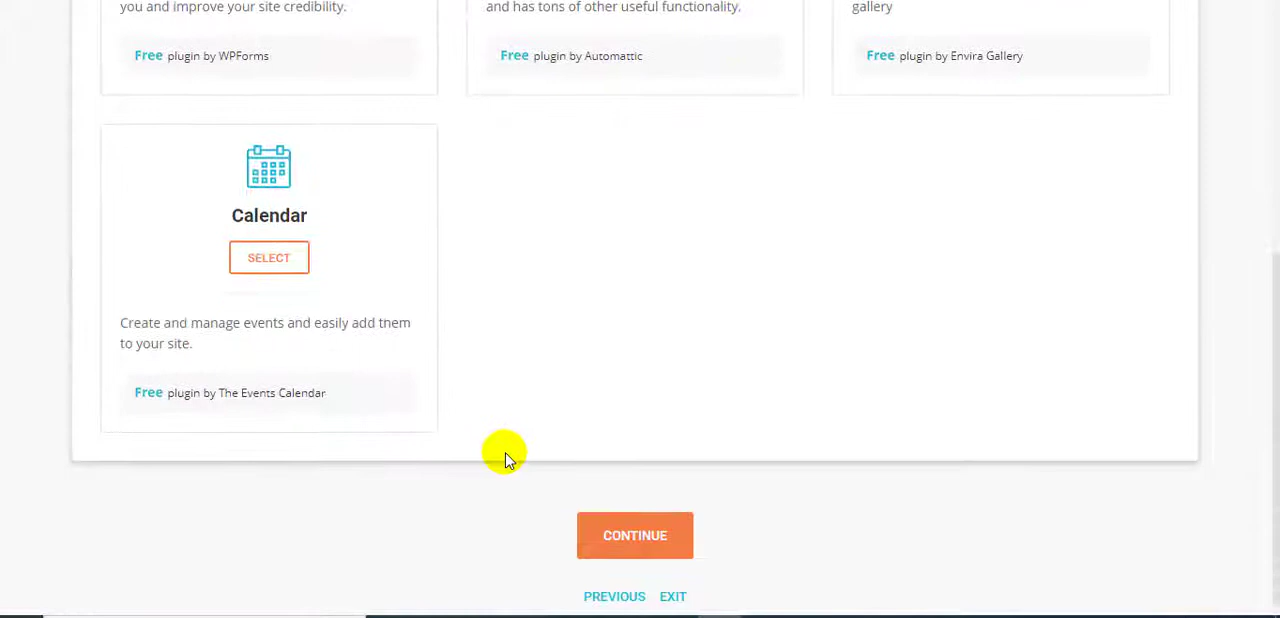 you and improve your site credibility.
and has tons of other useful functionality.
gallery
Free plugin by WPForms
Free plugin by Automattic
Free plugin by Envira Gallery
Calendar
SELECT
Create and manage events and easily add them
to your site.
Free plugin by The Events Calendar
CONTINUE
PREVIOUS EXIT